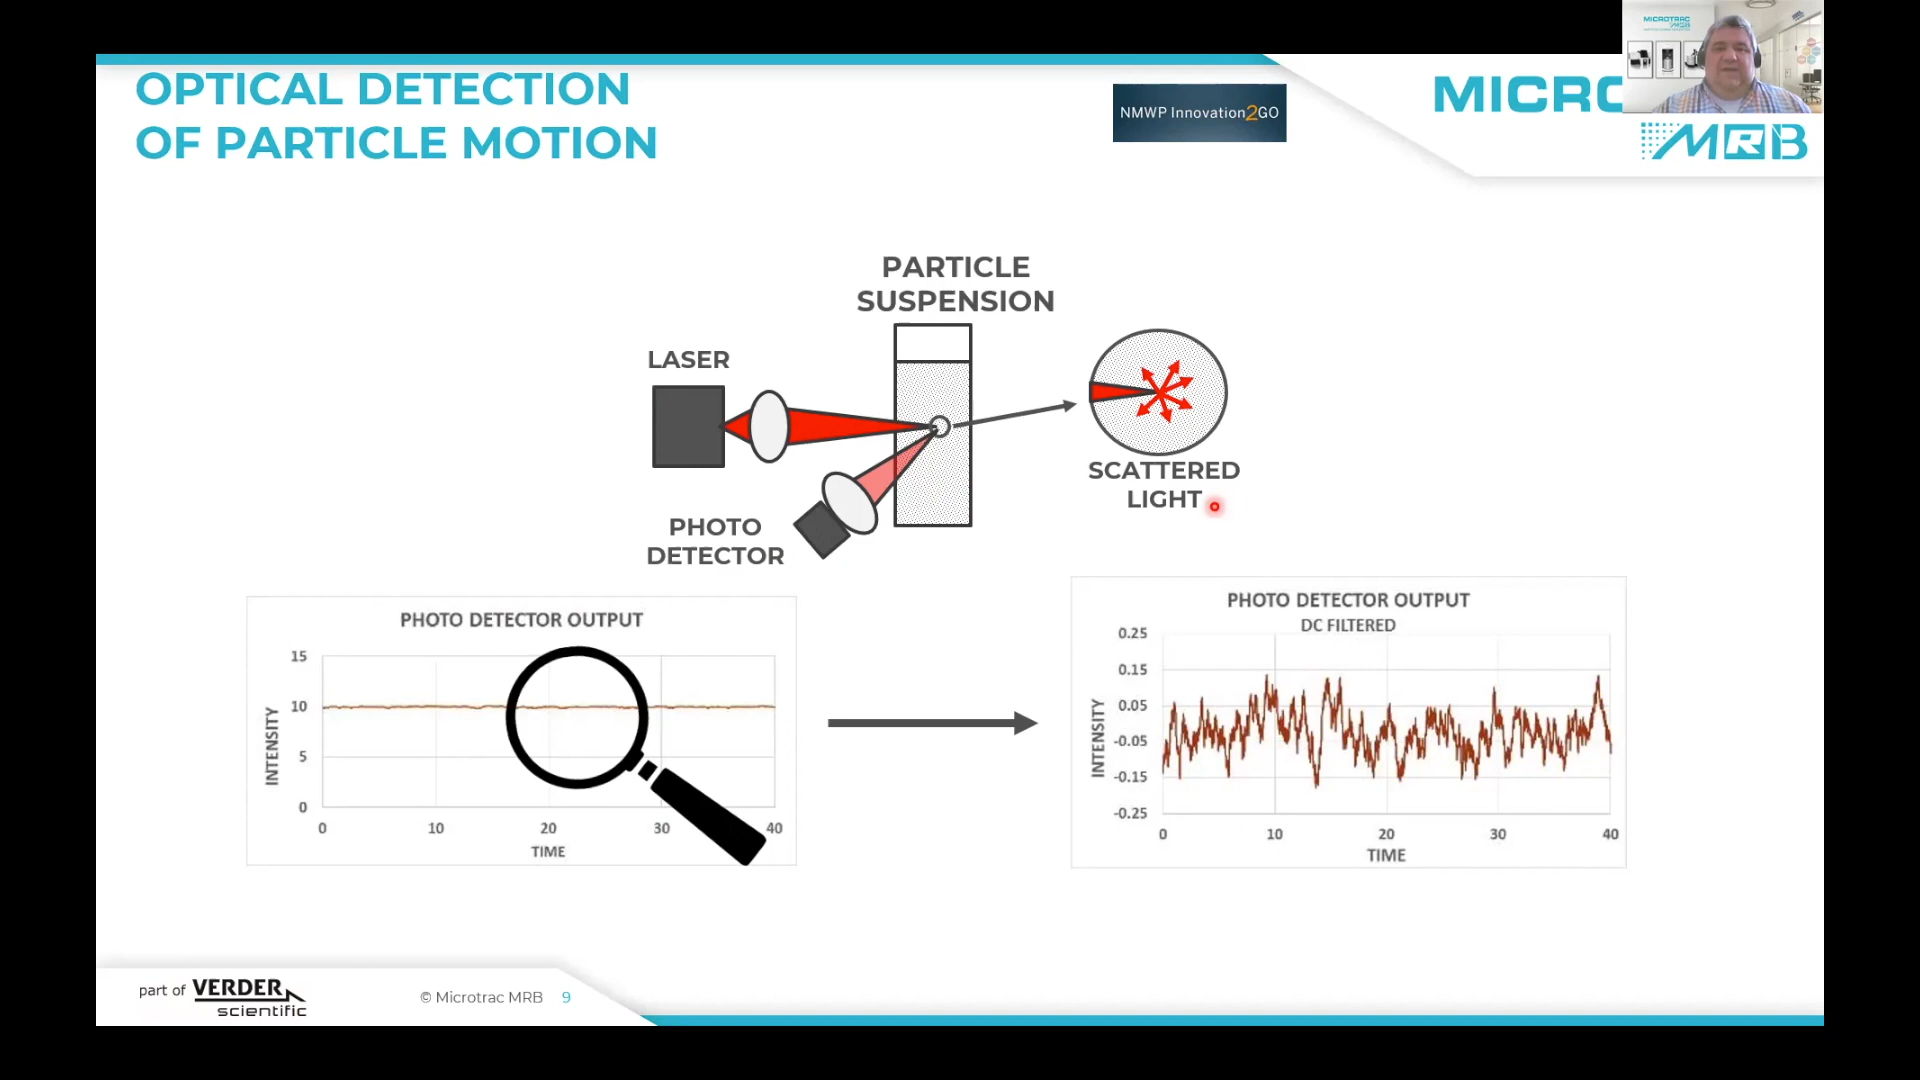 OPTICAL DETECTION
OF PARTICLE MOTION
NMWP Innovation2GO
MICRO
MICROTRAC
MRB
PARTICLE
SUSPENSION
LASER
SCATTERED
LIGHT
PHOTO
DETECTOR
PHOTO DETECTOR OUTPUT
15
10
5
0
INTENSITY
0 10 20 30 40
TIME
PHOTO DETECTOR OUTPUT
DC FILTERED
0.25
0.15
0.05
-0.05
-0.15
-0.25
INTENSITY
0 10 20 30 40
TIME
part of VERDER
scientific
© Microtrac MRB 9